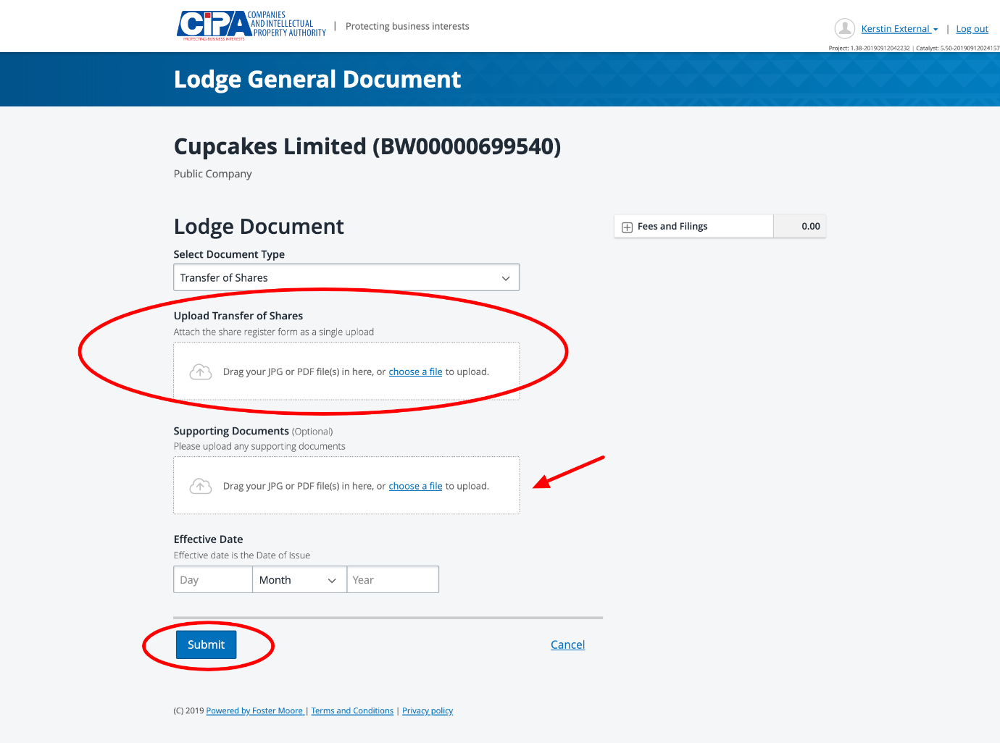 CIPA COMPANIES
AND INTELLECTUAL
PROPERTY AUTHORITY
PROTECTING BUSINESS INTERESTS
| Protecting business interests
Kerstin External | Log out
Project: 1.38-20190912042232 | Catalyst: 5.50-20190912024157
Lodge General Document
Cupcakes Limited (BW00000699540)
Public Company
Lodge Document
Fees and Filings 0.00
Select Document Type
Transfer of Shares
Upload Transfer of Shares
Attach the share register form as a single upload
Drag your JPG or PDF file(s) in here, or choose a file to upload.
Supporting Documents (Optional)
Please upload any supporting documents
Drag your JPG or PDF file(s) in here, or choose a file to upload.
Effective Date
Effective date is the Date of Issue
Day Month Year
Submit Cancel
(C) 2019 Powered by Foster Moore | Terms and Conditions | Privacy policy